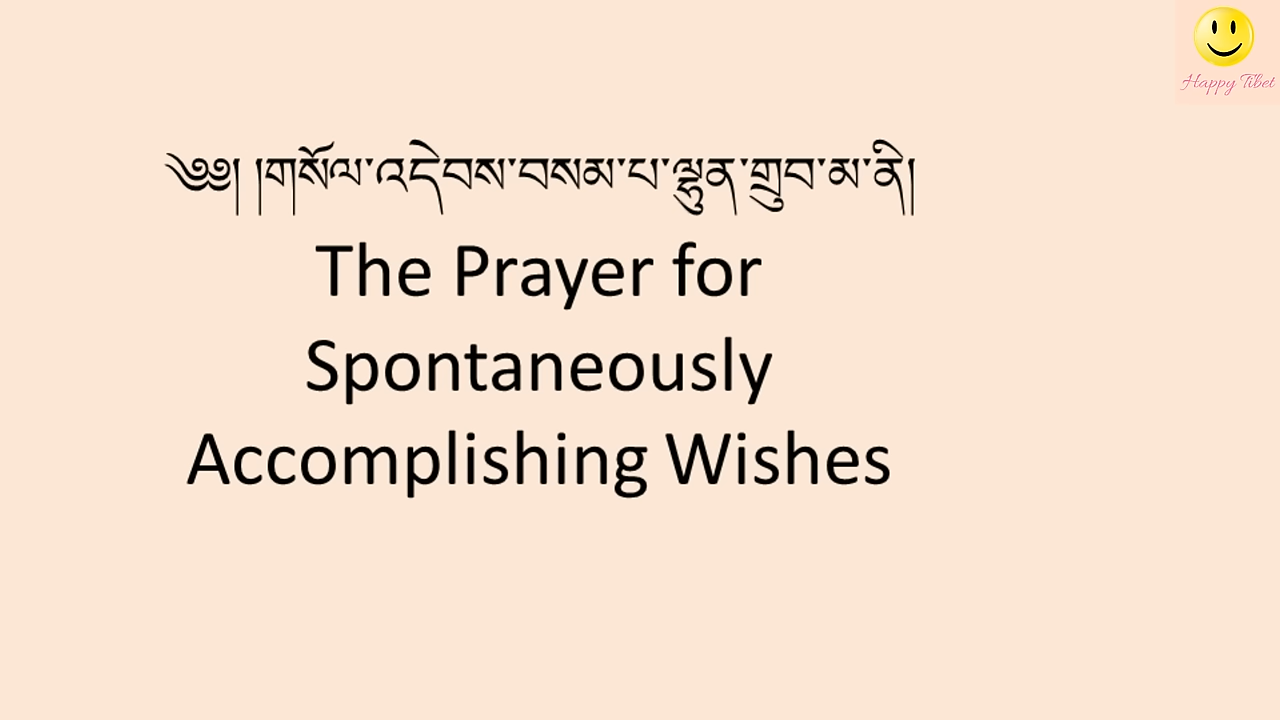 ༄༅། །གསོལ་འདེབས་བསམ་པ་ལྷུན་གྲུབ་མ་ནི།
The Prayer for
Spontaneously
Accomplishing Wishes
Happy Tibet